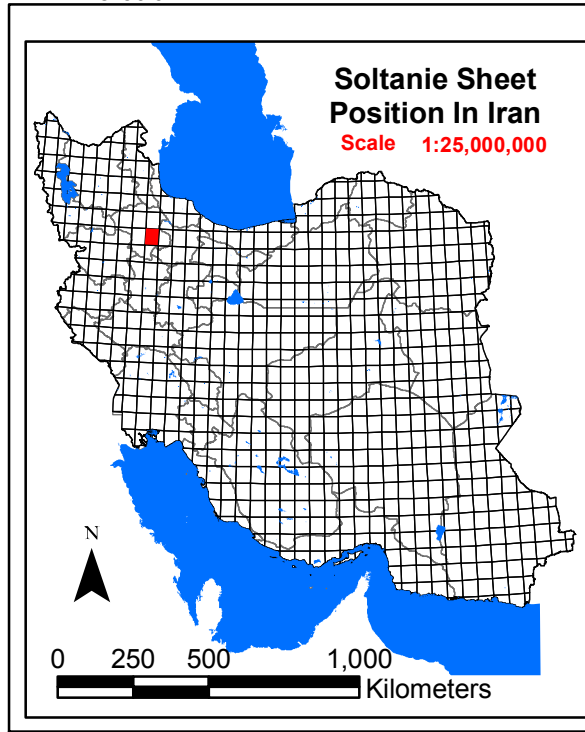 Soltanie Sheet
Position In Iran
Scale 1:25,000,000
N
0 250 500 1,000
Kilometers